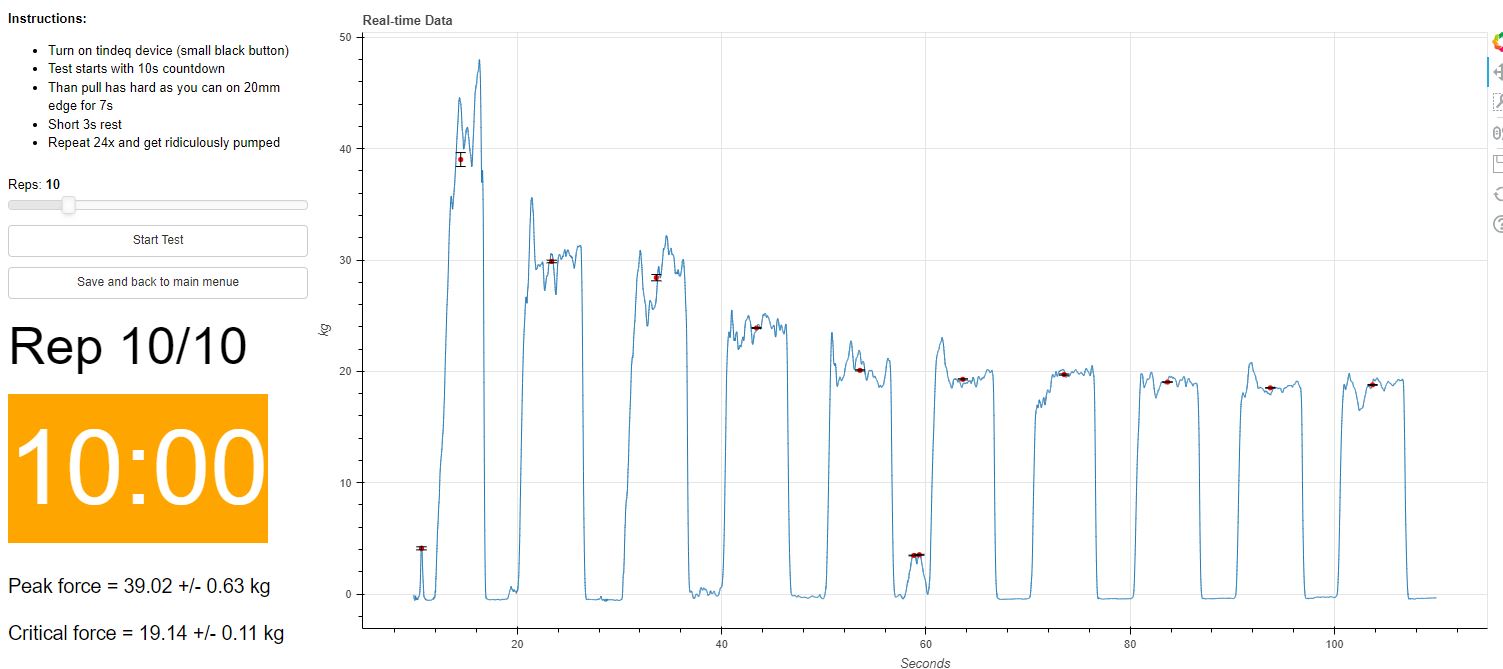 Instructions:
Turn on tindeq device (small black button)
Test starts with 10s countdown
Than pull has hard as you can on 20mm
edge for 7s
Short 3s rest
Repeat 24x and get ridiculously pumped
Reps: 10
Start Test
Save and back to main menue
Rep 10/10
10:00
Peak force = 39.02 +/- 0.63 kg
Critical force = 19.14 +/- 0.11 kg
Real-time Data
50
40
30
20
10
0
kg
20
40
60
80
100
Seconds